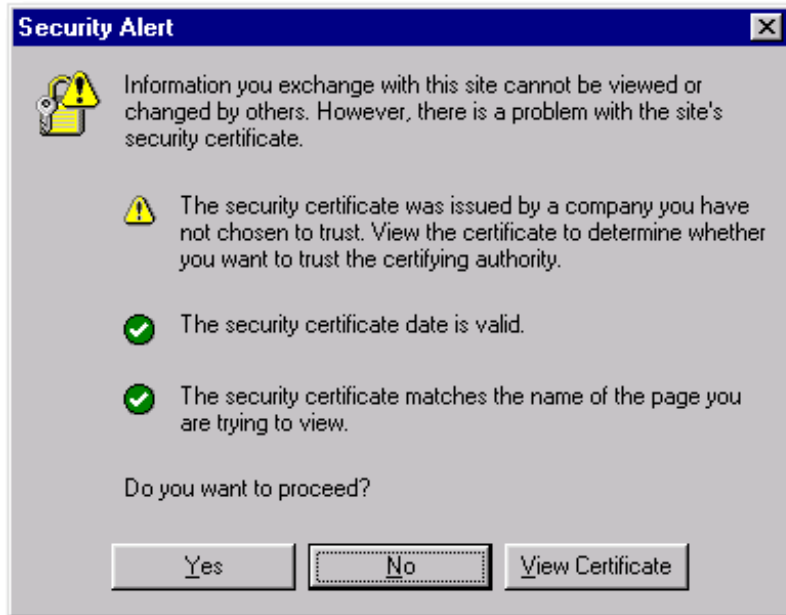 Security Alert
Information you exchange with this site cannot be viewed or
changed by others. However, there is a problem with the site's
security certificate.
The security certificate was issued by a company you have
not chosen to trust. View the certificate to determine whether
you want to trust the certifying authority.
The security certificate date is valid.
The security certificate matches the name of the page you
are trying to view.
Do you want to proceed?
Yes No View Certificate